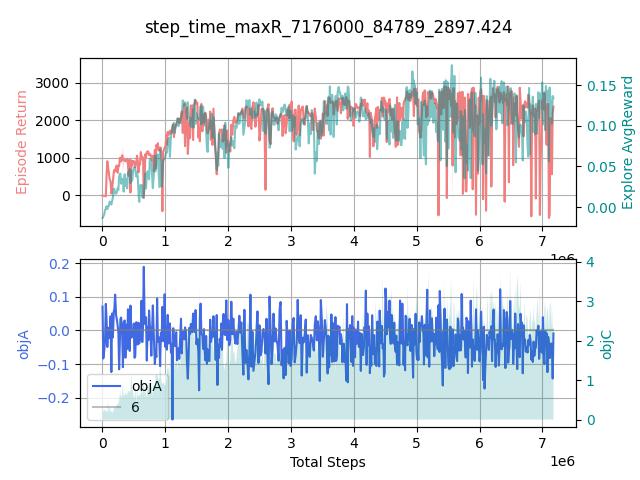 step_time_maxR_7176000_84789_2897.424
Episode Return
3000
2000
1000
0
0.15
0.10
0.05
0.00
Explore AvgReward
0 1 2 3 4 5 6 7
1e6
objA
0.2
0.1
0.0
−0.1
−0.2
4
3
2
1
0
objC
objA
6
0 1 2 3 4 5 6 7
Total Steps
1e6